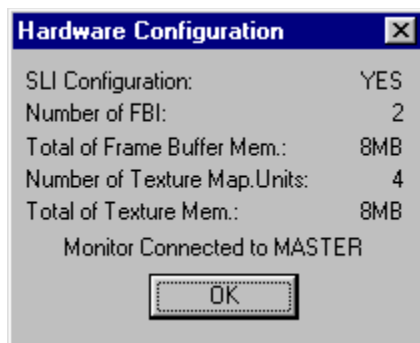 Hardware Configuration
SLI Configuration: YES
Number of FBI: 2
Total of Frame Buffer Mem.: 8MB
Number of Texture Map.Units: 4
Total of Texture Mem.: 8MB
Monitor Connected to MASTER
OK